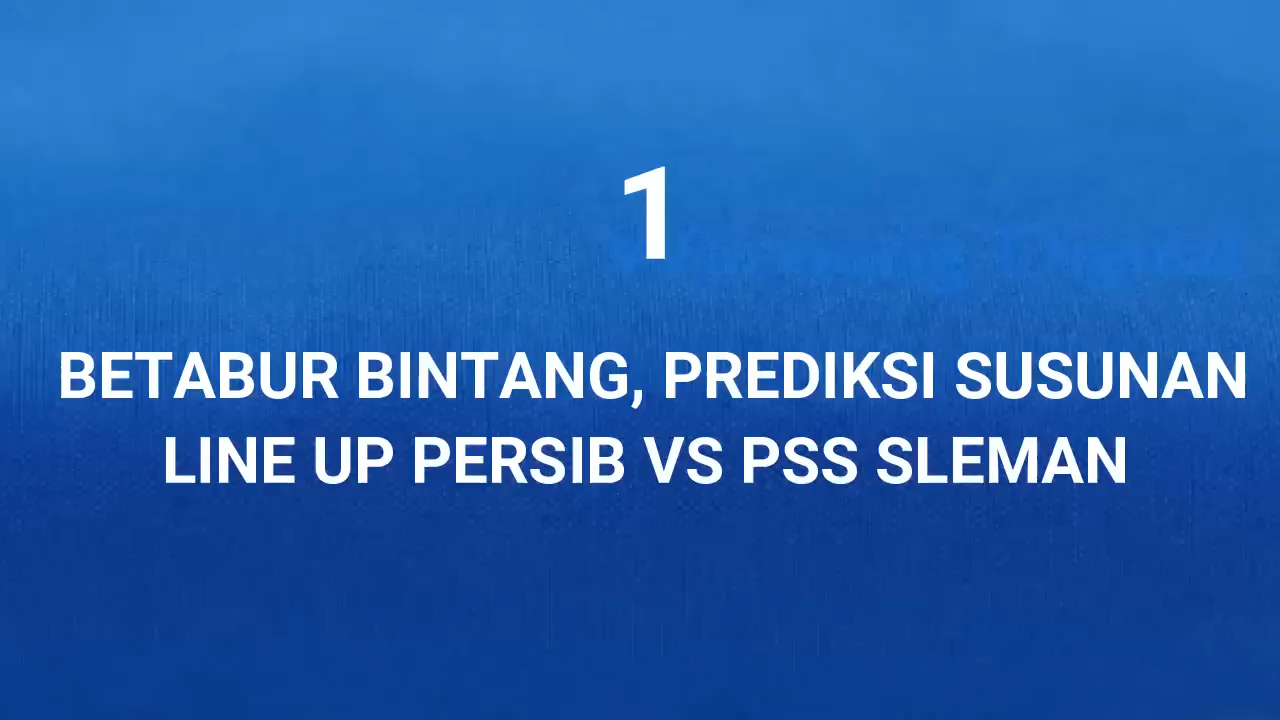 1
BETABUR BINTANG, PREDIKSI SUSUNAN
LINE UP PERSIB VS PSS SLEMAN